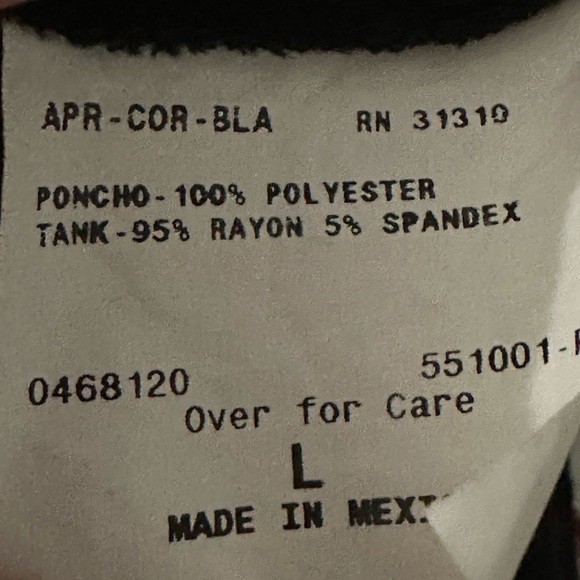 APR-COR-BLA RN 31310
PONCHO-100% POLYESTER
TANK-95% RAYON 5% SPANDEX
0468120 551001-
Over for Care
L
MADE IN